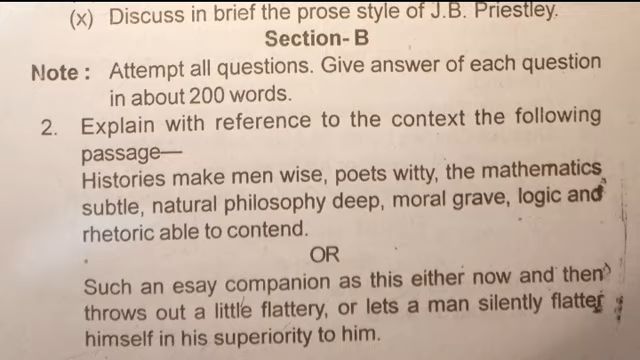 (x) Discuss in brief the prose style of J.B. Priestley.
Section-B
Note : Attempt all questions. Give answer of each question
in about 200 words.
2. Explain with reference to the context the following
passage—
Histories make men wise, poets witty, the mathematics
subtle, natural philosophy deep, moral grave, logic and
rhetoric able to contend.
OR
Such an esay companion as this either now and then
throws out a little flattery, or lets a man silently flatter
himself in his superiority to him.